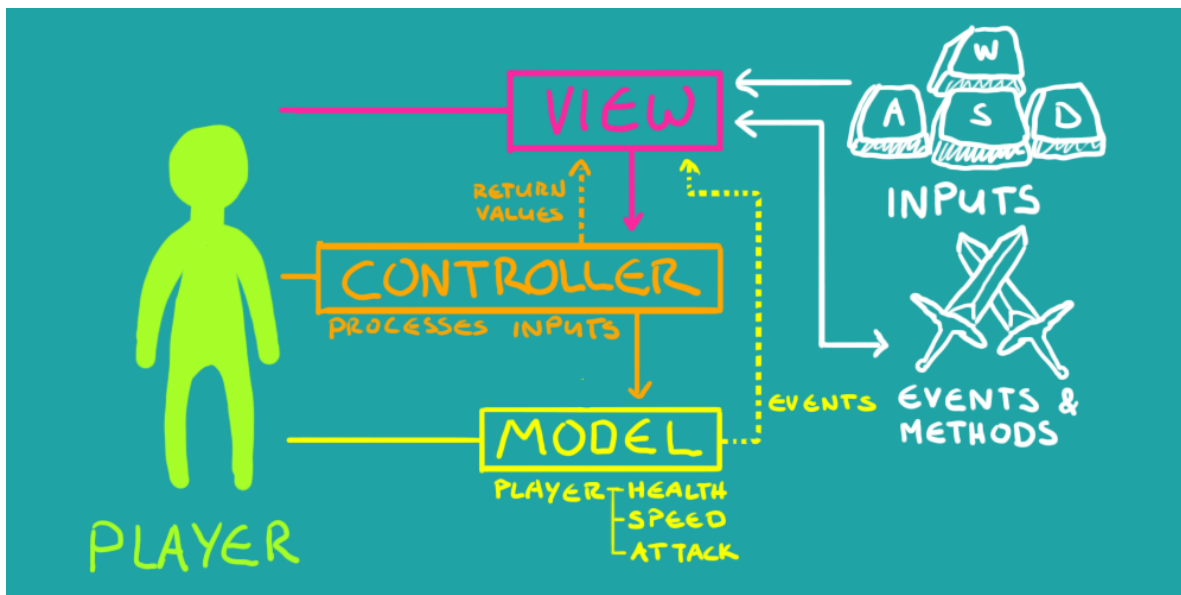 VIEW
W
A S D
INPUTS
RETURN
VALUES
CONTROLLER
PROCESSES INPUTS
EVENTS
EVENTS &
METHODS
MODEL
PLAYER HEALTH
SPEED
ATTACK
PLAYER